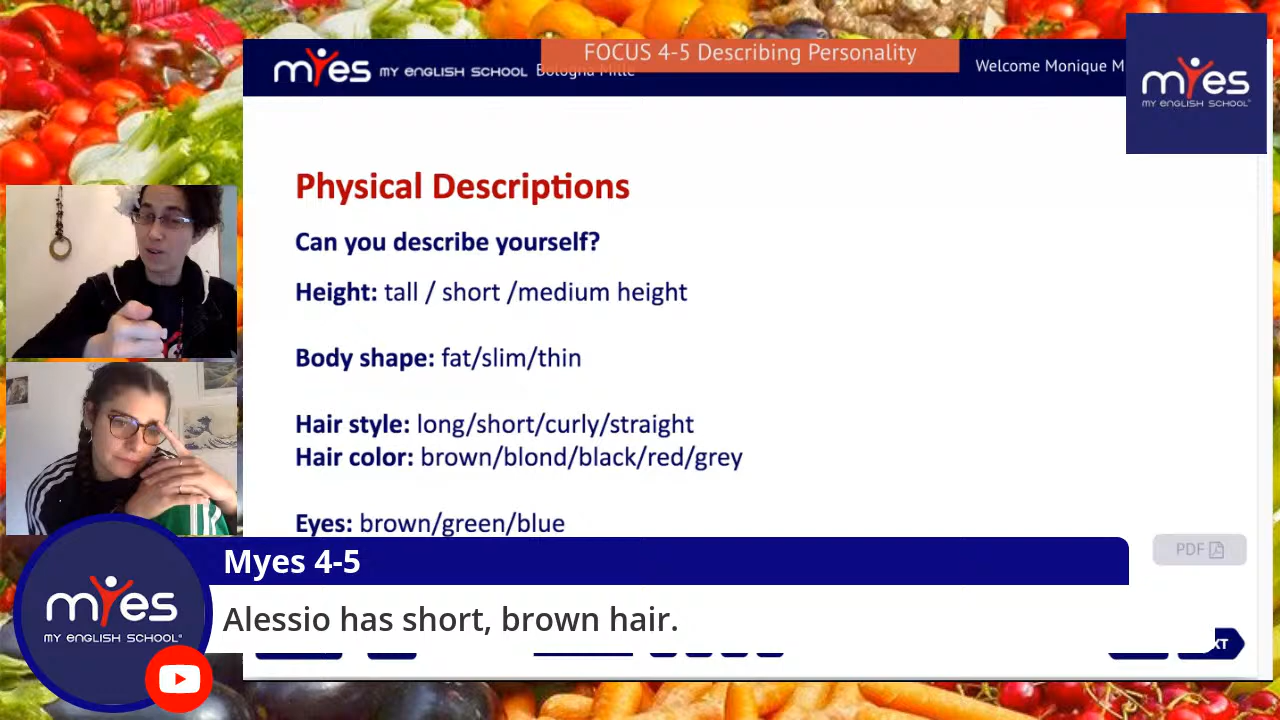 FOCUS 4-5 Describing Personality
myes MY ENGLISH SCHOOL Bologna Mille
Welcome Monique M
myes
MY ENGLISH SCHOOL
Physical Descriptions
Can you describe yourself?
Height: tall / short /medium height
Body shape: fat/slim/thin
Hair style: long/short/curly/straight
Hair color: brown/blond/black/red/grey
Eyes: brown/green/blue
PDF
Myes 4-5
myes
MY ENGLISH SCHOOL
Alessio has short, brown hair.
XT